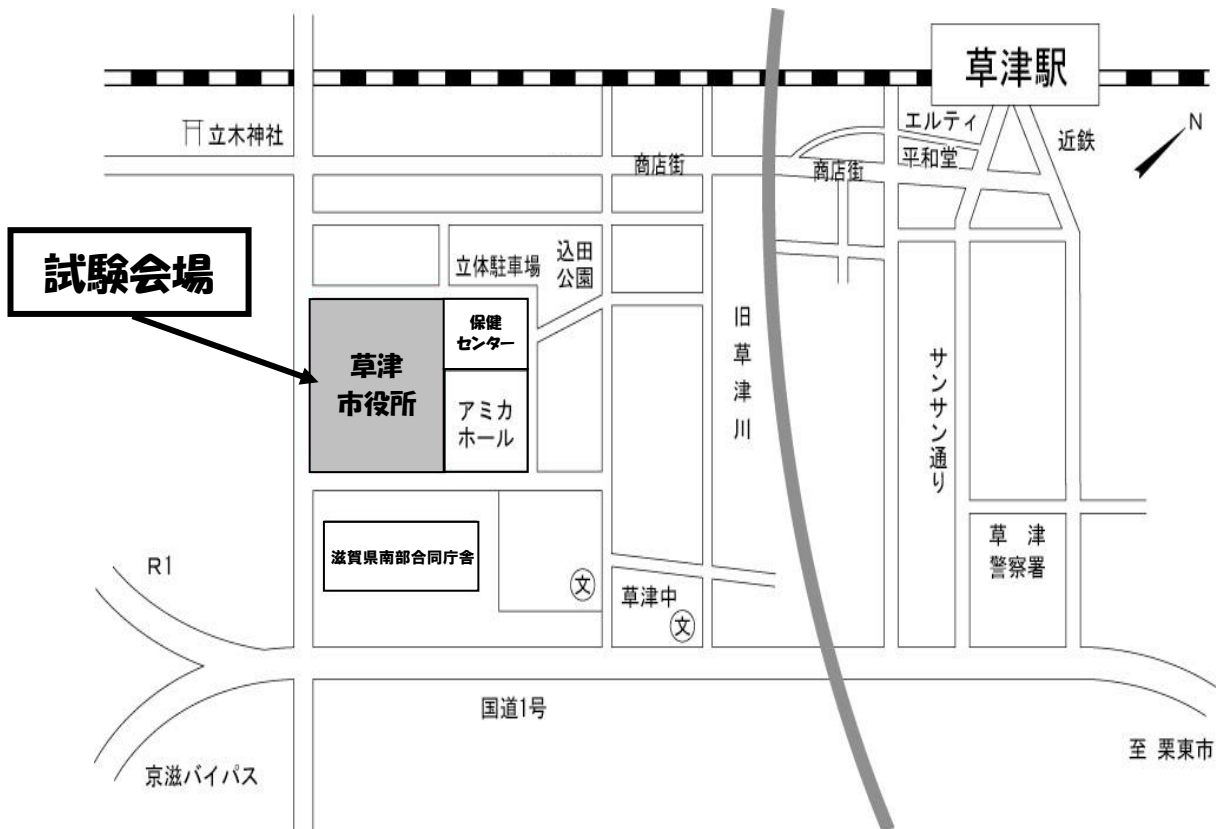 草津駅
エルティ
近鉄
N
立木神社
平和堂
商店街
商店街
試験会場
立体駐車場
込田
公園
保健
センター
草津
市役所
アミカ
ホール
旧草津川
サンサン通り
滋賀県南部合同庁舎
草津
警察署
R1
文
草津中
文
国道1号
至 栗東市
京滋バイパス